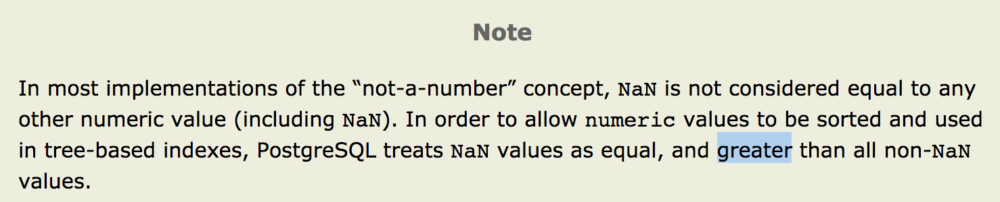 Note
In most implementations of the “not-a-number” concept, NaN is not considered equal to any
other numeric value (including NaN). In order to allow numeric values to be sorted and used
in tree-based indexes, PostgreSQL treats NaN values as equal, and greater than all non-NaN
values.